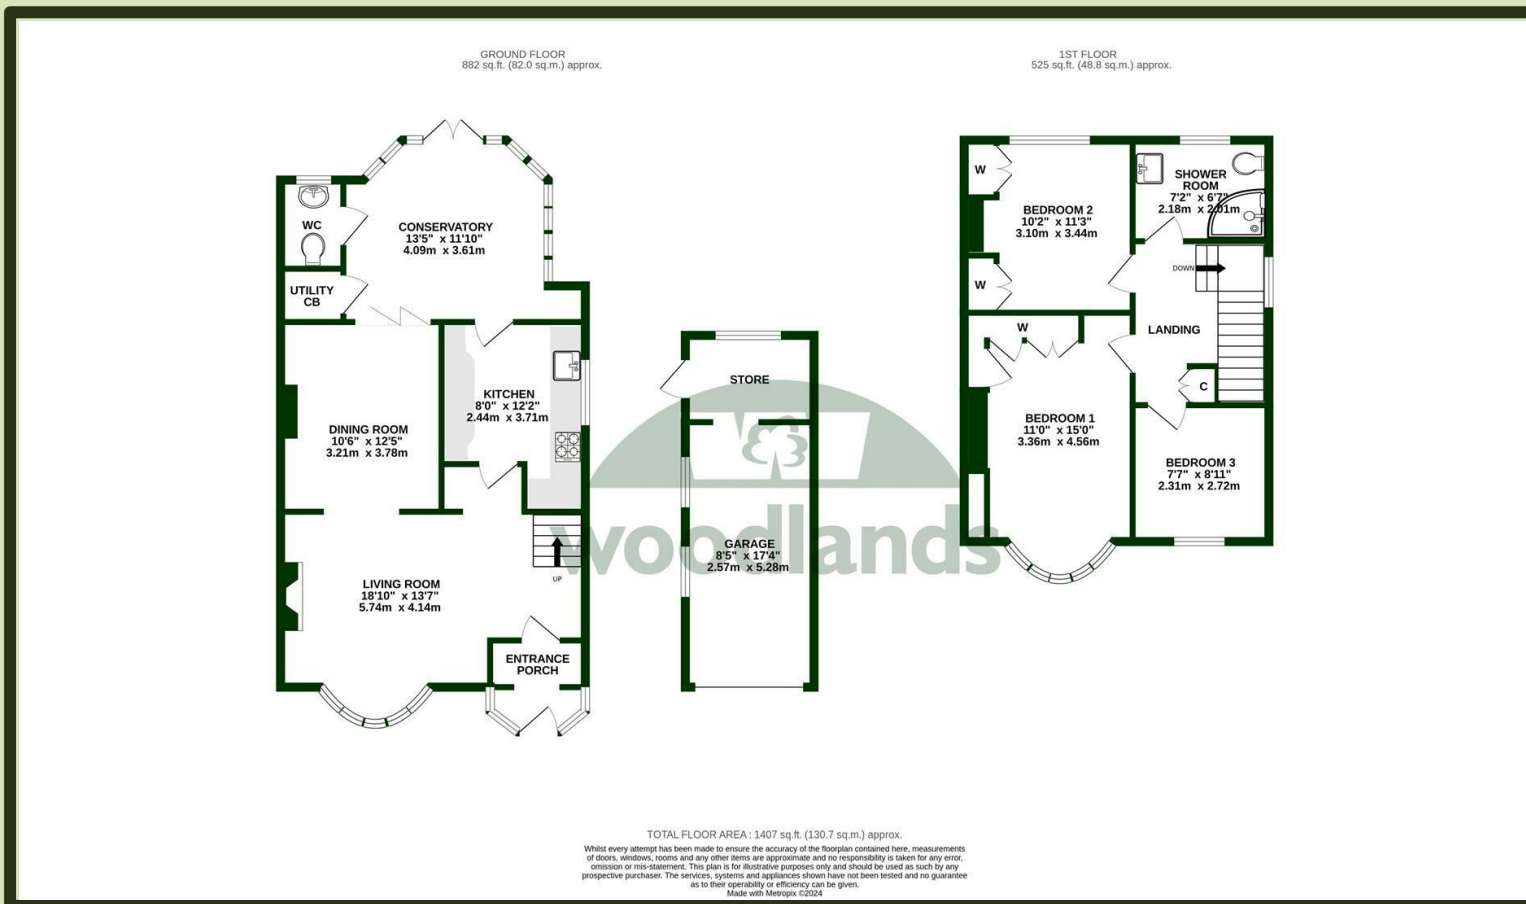 GROUND FLOOR
882 sq.ft. (82.0 sq.m.) approx.
1ST FLOOR
525 sq.ft. (48.8 sq.m.) approx.
WC
CONSERVATORY
13'5" x 11'10"
4.09m x 3.61m
UTILITY
CB
KITCHEN
8'0" x 12'2"
2.44m x 3.71m
DINING ROOM
10'6" x 12'5"
3.21m x 3.78m
LIVING ROOM
18'10" x 13'7"
5.74m x 4.14m
UP
ENTRANCE
PORCH
STORE
GARAGE
8'5" x 17'4"
2.57m x 5.28m
woodlands
W
BEDROOM 2
10'2" x 11'3"
3.10m x 3.44m
W
SHOWER
ROOM
7'2" x 6'7"
2.18m x 2.01m
DOWN
LANDING
W
C
BEDROOM 1
11'0" x 15'0"
3.36m x 4.56m
BEDROOM 3
7'7" x 8'11"
2.31m x 2.72m
TOTAL FLOOR AREA : 1407 sq.ft. (130.7 sq.m.) approx.
Whilst every attempt has been made to ensure the accuracy of the floorplan contained here, measurements
of doors, windows, rooms and any other items are approximate and no responsibility is taken for any error,
omission or mis-statement. This plan is for illustrative purposes only and should be used as such by any
prospective purchaser. The services, systems and appliances shown have not been tested and no guarantee
as to their operability or efficiency can be given.
Made with Metropix ©2024